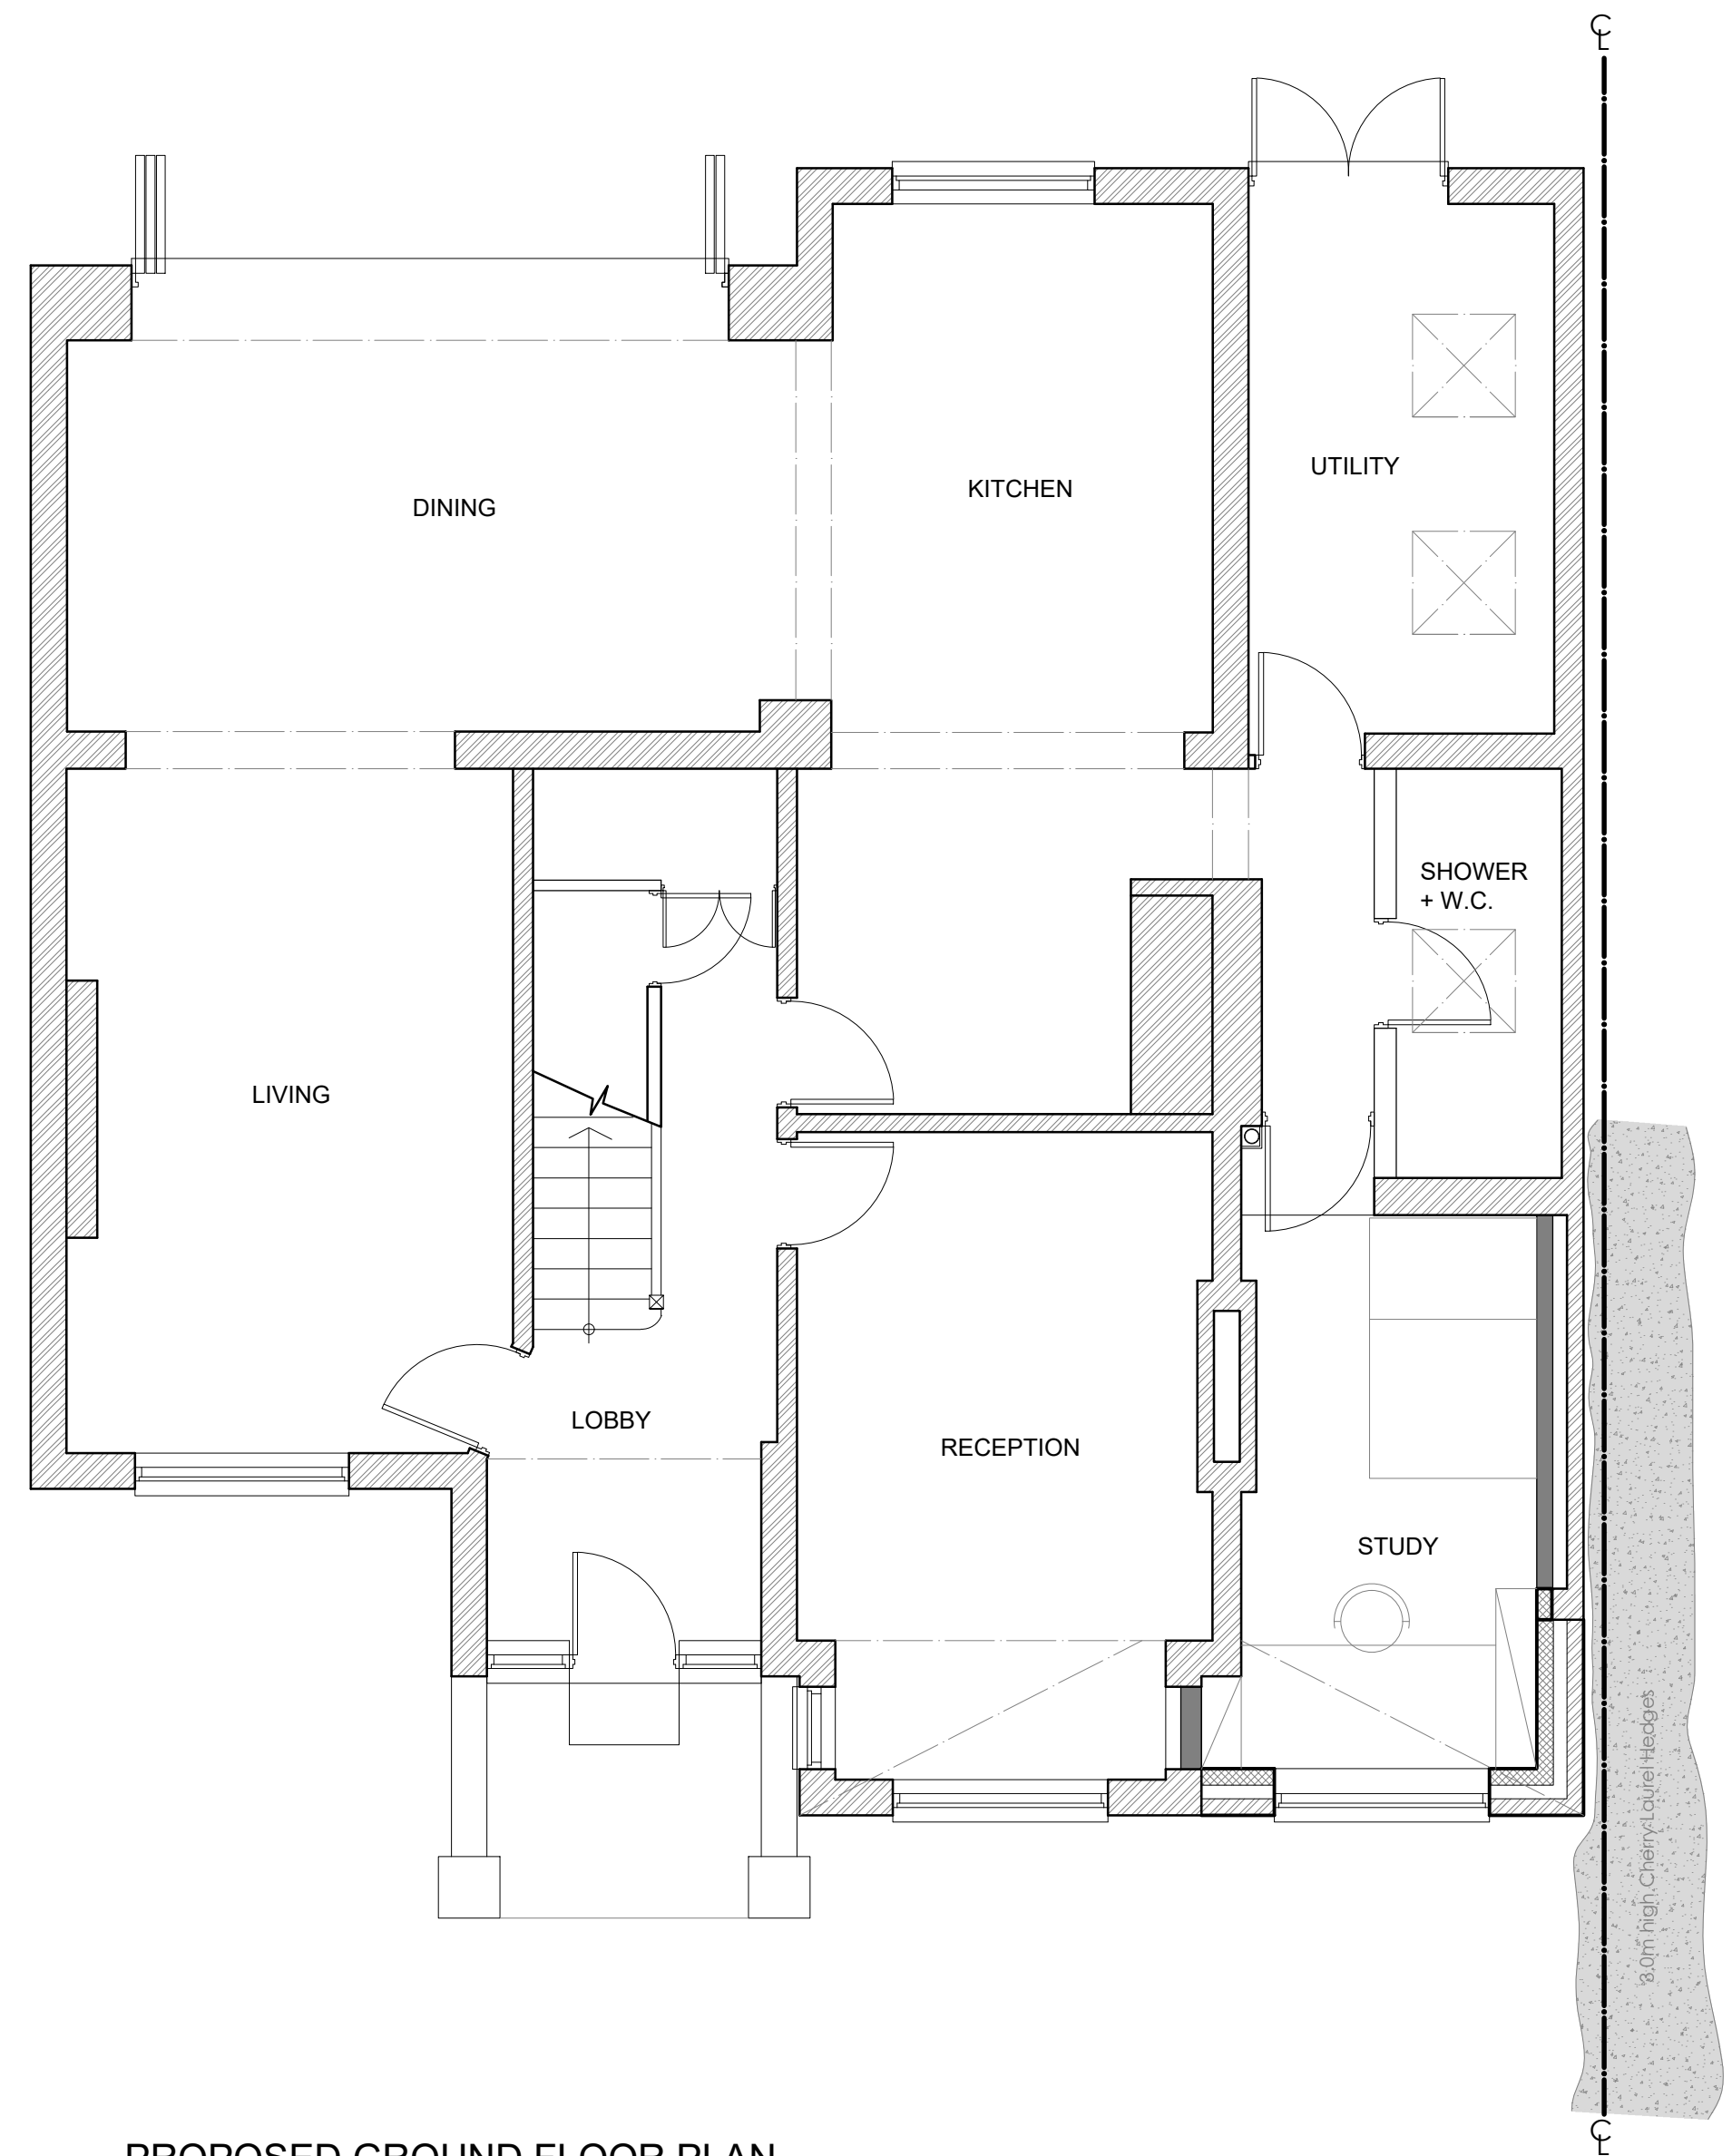 ℄
UTILITY
KITCHEN
DINING
SHOWER
+ W.C.
LIVING
LOBBY
RECEPTION
STUDY
3.0m high Cherry Laurel Hedges
℄
PROPOSED GROUND FLOOR PLAN